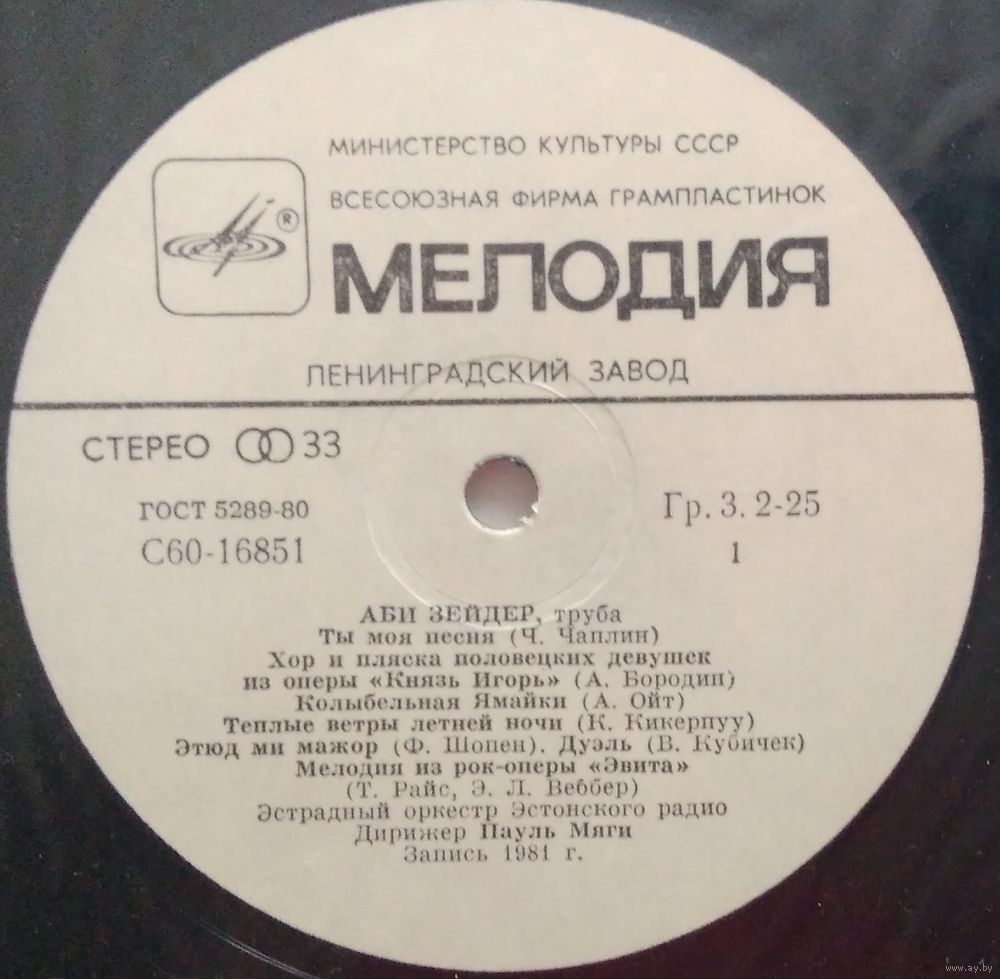 МИНИСТЕРСТВО КУЛЬТУРЫ СССР
ВСЕСОЮЗНАЯ ФИРМА ГРАМПЛАСТИНОК
®
МЕЛОДИЯ
ЛЕНИНГРАДСКИЙ ЗАВОД
СТЕРЕО 33
ГОСТ 5289-80
Гр. 3. 2-25
С60-16851
1
АБИ ЗЕЙДЕР, труба
Ты моя песня (Ч. Чаплин)
Хор и пляска половецких девушек
из оперы «Князь Игорь» (А. Бородин)
Колыбельная Ямайки (А. Ойт)
Теплые ветры летней ночи (К. Кикерпуу)
Этюд ми мажор (Ф. Шопен). Дуэль (В. Кубичек)
Мелодия из рок-оперы «Эвита»
(Т. Райс, Э. Л. Веббер)
Эстрадный оркестр Эстонского радио
Дирижер Пауль Мяги
Запись 1981 г.
www.ay.by